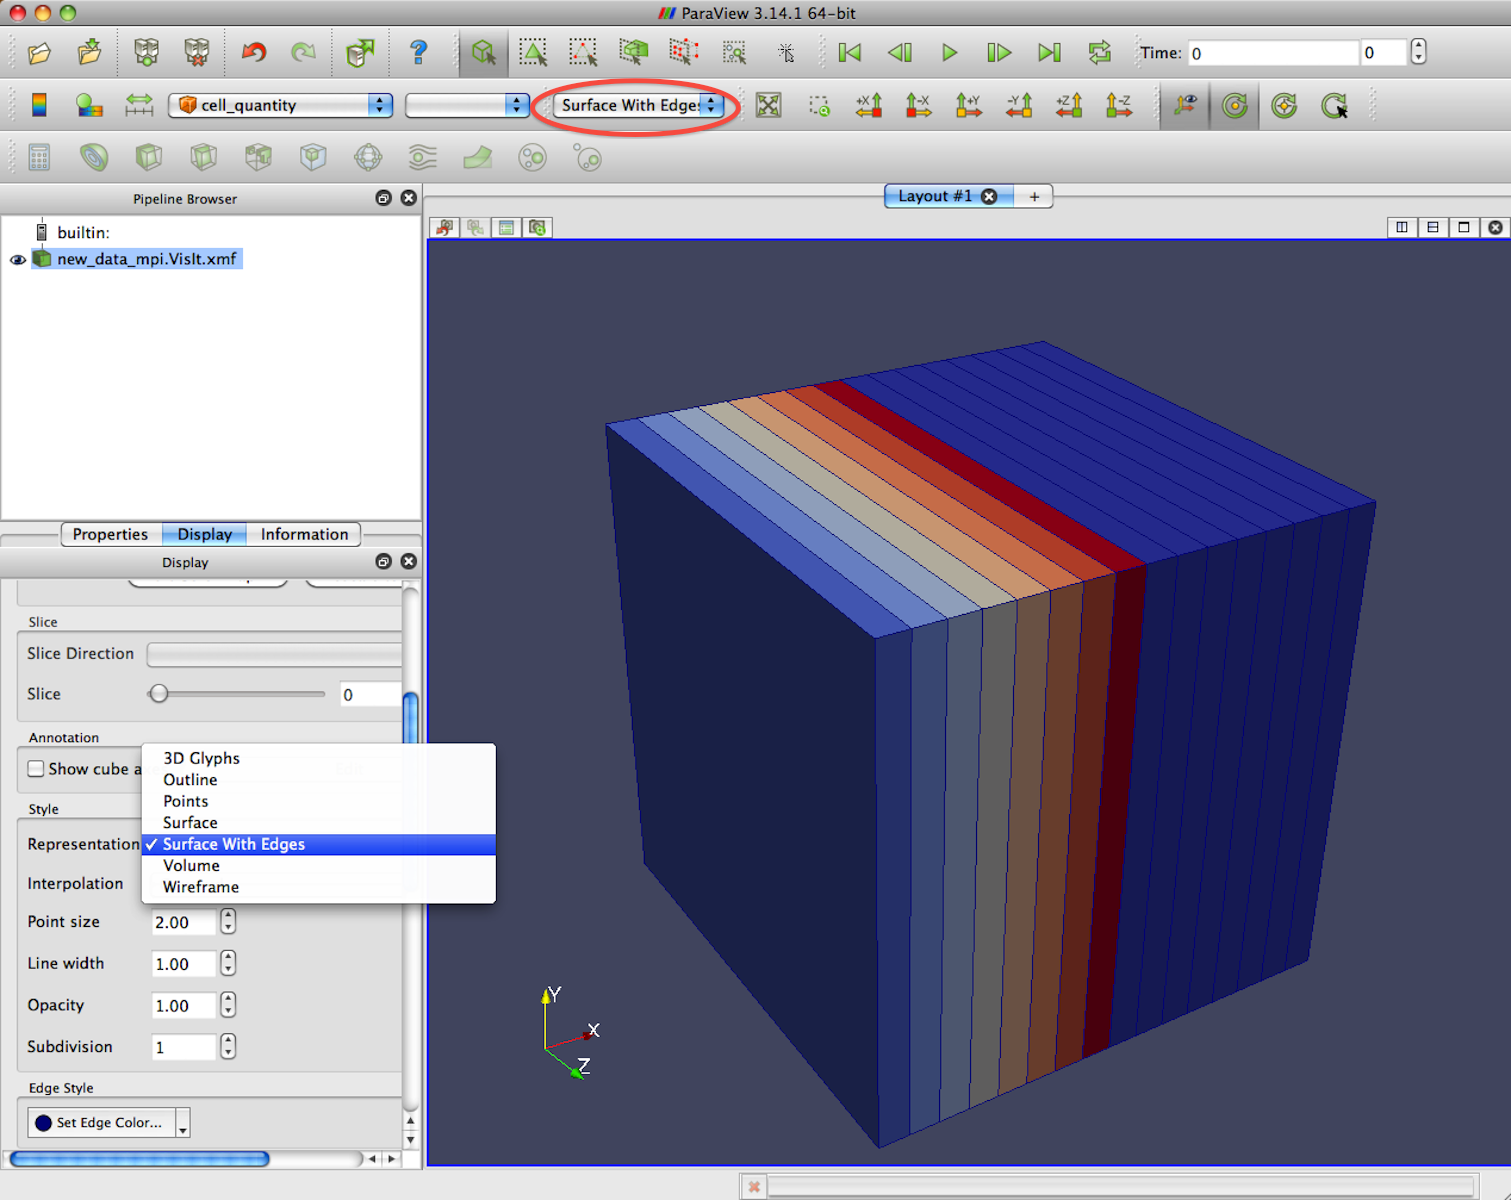 ParaView 3.14.1 64-bit
Time: 0 0
cell_quantity
Surface With Edge
+X -X +Y -Y +Z -Z
Pipeline Browser
Layout #1 +
builtin:
new_data_mpi.VisIt.xmf
Properties Display Information
Display
Slice
Slice Direction
Slice 0
Annotation
Show cube a
Style
3D Glyphs
Outline
Points
Surface
Representation ✓ Surface With Edges
Volume
Interpolation
Wireframe
Point size 2.00
Line width 1.00
Opacity 1.00
Subdivision 1
Edge Style
Set Edge Color...
Y
X
Z